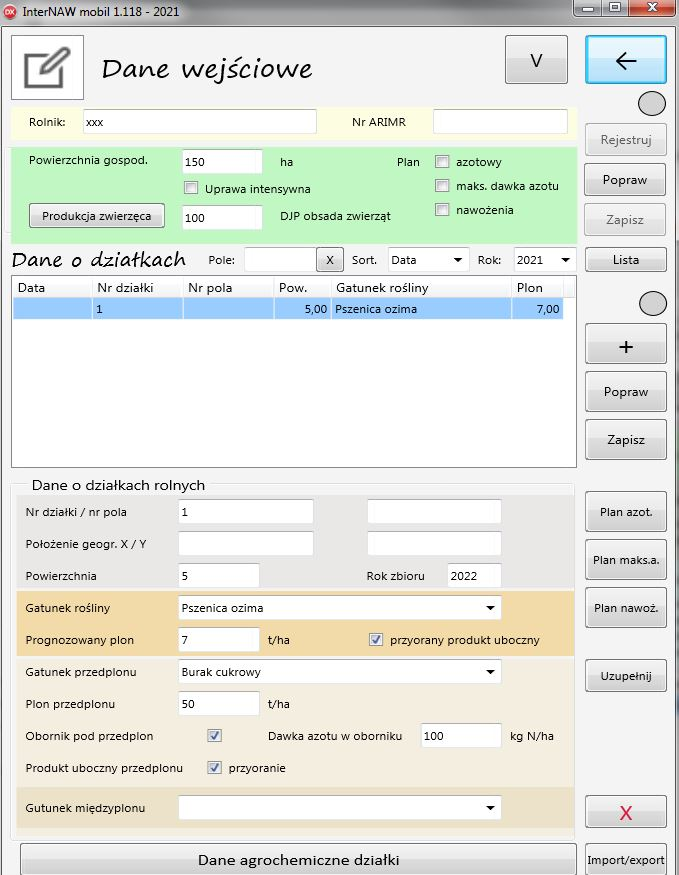 InterNAW mobil 1.118 - 2021
Dane wejściowe
V
Rolnik: xxx Nr ARIMR
Rejestruj
Powierzchnia gospod. 150 ha Plan azotowy
Popraw
Uprawa intensywna maks. dawka azotu
Produkcja zwierzęca 100 DJP obsada zwierząt nawożenia
Zapisz
Dane o działkach Pole: X Sort. Data Rok: 2021
Lista
Data Nr działki Nr pola Pow. Gatunek rośliny Plon
1 5,00 Pszenica ozima 7,00
+
Popraw
Zapisz
Dane o działkach rolnych
Nr działki / nr pola 1
Plan azot.
Położenie geogr. X / Y
Plan maks.a.
Powierzchnia 5 Rok zbioru 2022
Gatunek rośliny Pszenica ozima
Plan nawoż.
Prognozowany plon 7 t/ha przyorany produkt uboczny
Gatunek przedplonu Burak cukrowy
Uzupełnij
Plon przedplonu 50 t/ha
Obornik pod przedplon Dawka azotu w oborniku 100 kg N/ha
Produkt uboczny przedplonu przyoranie
Gutunek międzyplonu
X
Dane agrochemiczne działki
Import/export